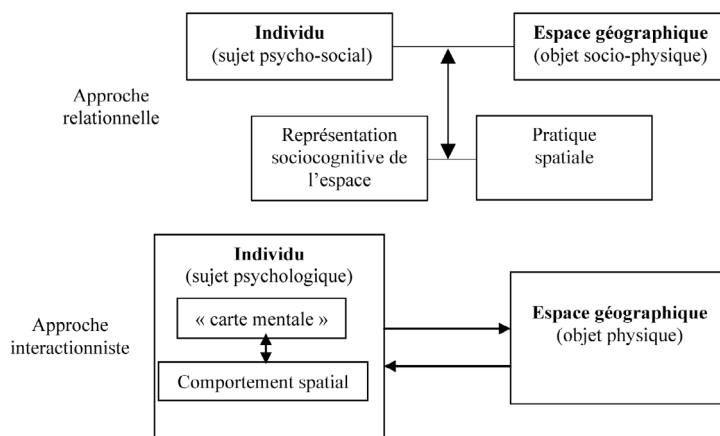 Individu
(sujet psycho-social)
Espace géographique
(objet socio-physique)
Approche
relationnelle
Représentation
sociocognitive de
l’espace
Pratique
spatiale
Individu
(sujet psychologique)
« carte mentale »
Comportement spatial
Approche
interactionniste
Espace géographique
(objet physique)